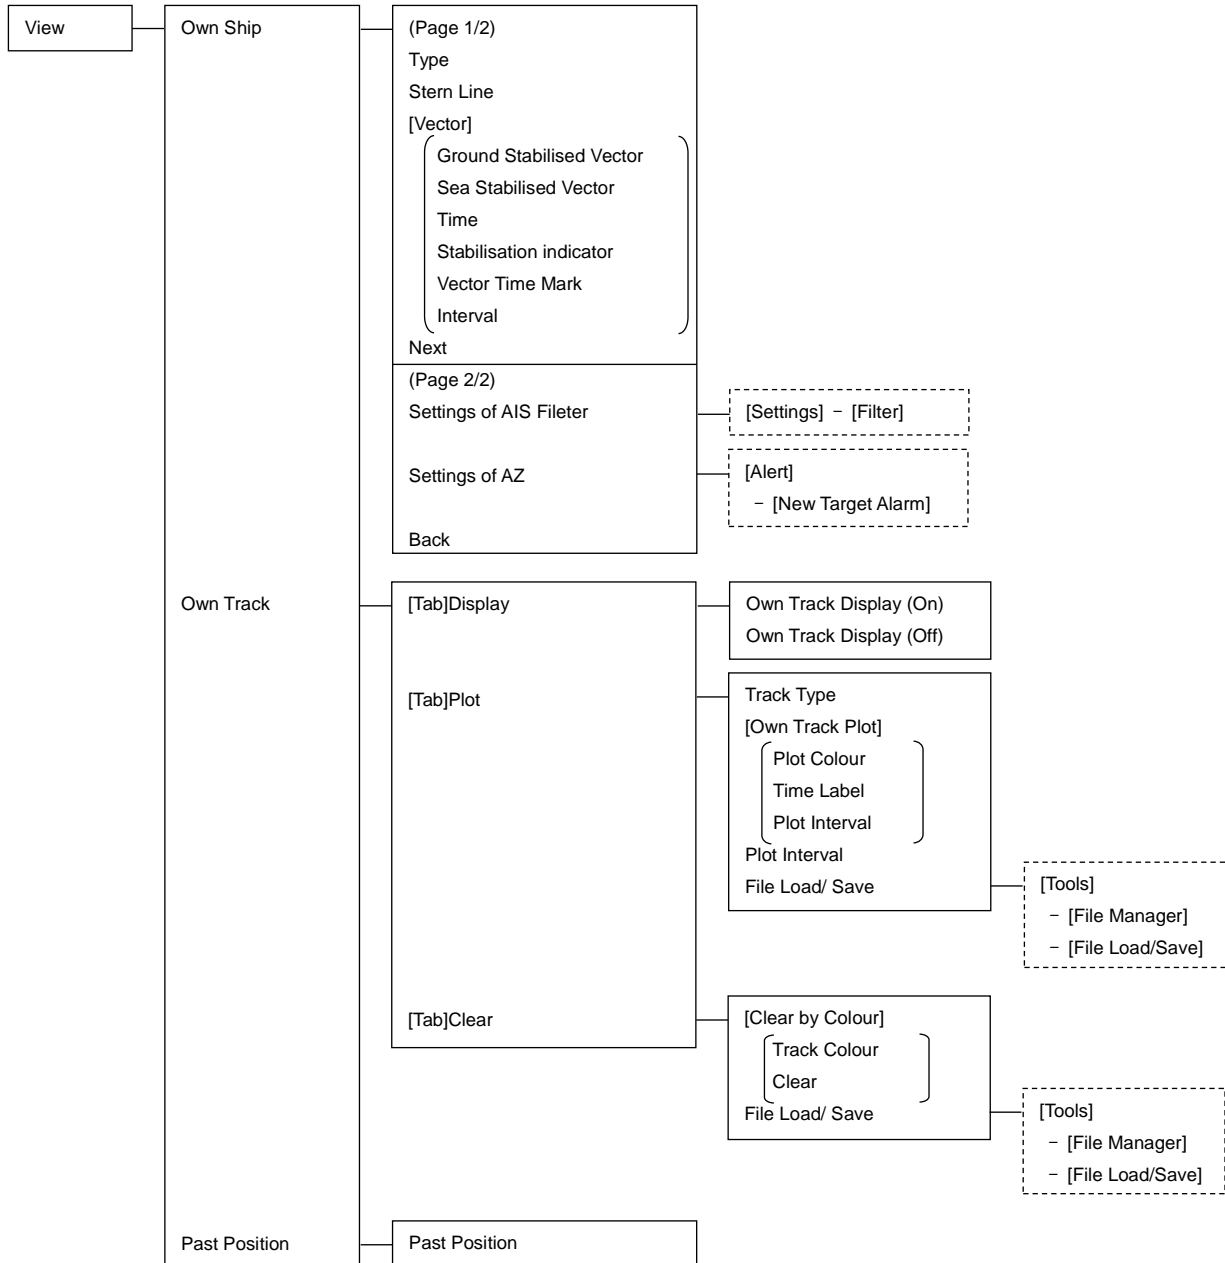 View
Own Ship
(Page 1/2)
Type
Stern Line
[Vector]
Ground Stabilised Vector
Sea Stabilised Vector
Time
Stabilisation indicator
Vector Time Mark
Interval
Next
(Page 2/2)
Settings of AIS Fileter
[Settings] － [Filter]
Settings of AZ
[Alert]
－ [New Target Alarm]
Back
Own Track
[Tab]Display
Own Track Display (On)
Own Track Display (Off)
[Tab]Plot
Track Type
[Own Track Plot]
Plot Colour
Time Label
Plot Interval
Plot Interval
File Load/ Save
[Tools]
－ [File Manager]
－ [File Load/Save]
[Tab]Clear
[Clear by Colour]
Track Colour
Clear
File Load/ Save
[Tools]
－ [File Manager]
－ [File Load/Save]
Past Position
Past Position